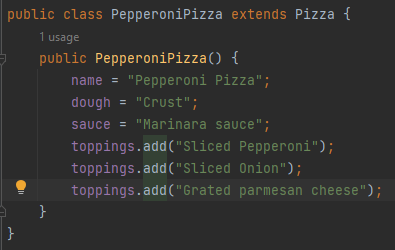 public class PepperoniPizza extends Pizza {
1 usage
public PepperoniPizza() {
name = "Pepperoni Pizza";
dough = "Crust";
sauce = "Marinara sauce";
toppings.add("Sliced Pepperoni");
toppings.add("Sliced Onion");
toppings.add("Grated parmesan cheese");
}
}